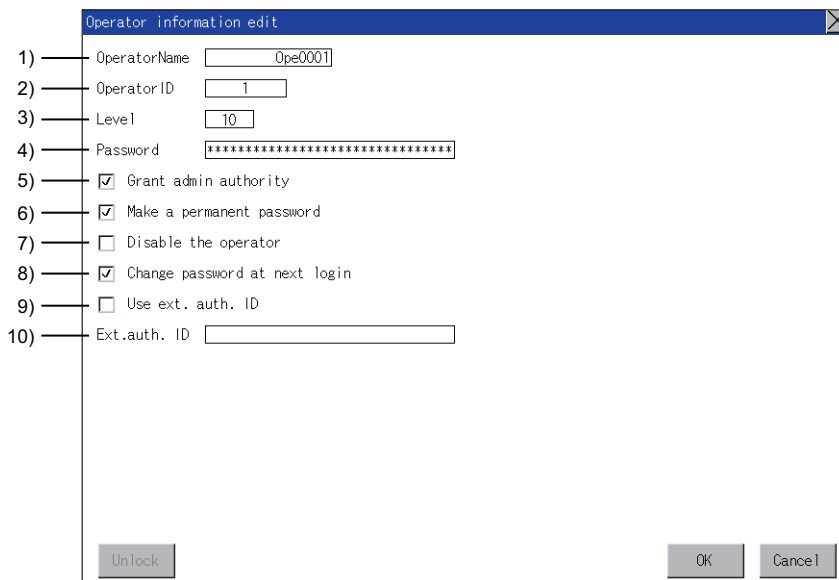 Operator information edit
1) OperatorName Ope0001
2) OperatorID 1
3) Level 10
4) Password ********************************
5) Grant admin authority
6) Make a permanent password
7) Disable the operator
8) Change password at next login
9) Use ext. auth. ID
10) Ext.auth. ID
Unlock OK Cancel